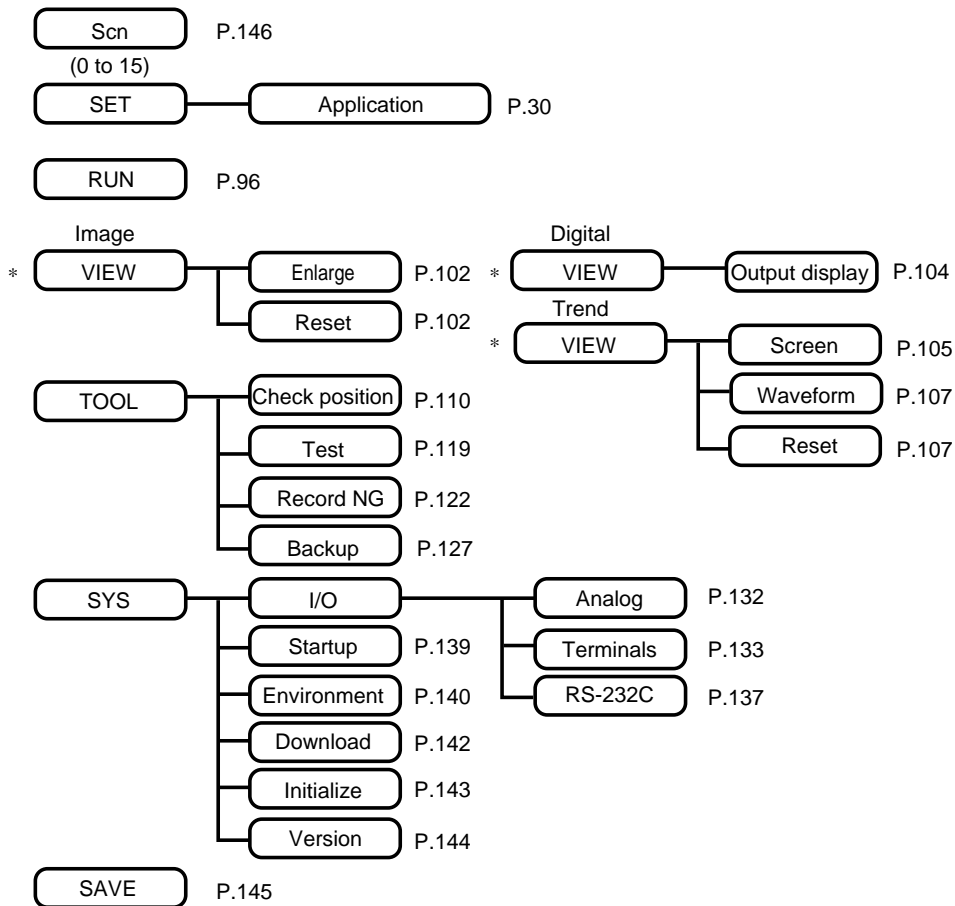 Scn P.146
(0 to 15)
SET Application P.30
RUN P.96
Image
* VIEW Enlarge P.102
Reset P.102
Digital
* VIEW Output display P.104
Trend
* VIEW Screen P.105
Waveform P.107
Reset P.107
TOOL Check position P.110
Test P.119
Record NG P.122
Backup P.127
SYS I/O Analog P.132
Terminals P.133
RS-232C P.137
Startup P.139
Environment P.140
Download P.142
Initialize P.143
Version P.144
SAVE P.145